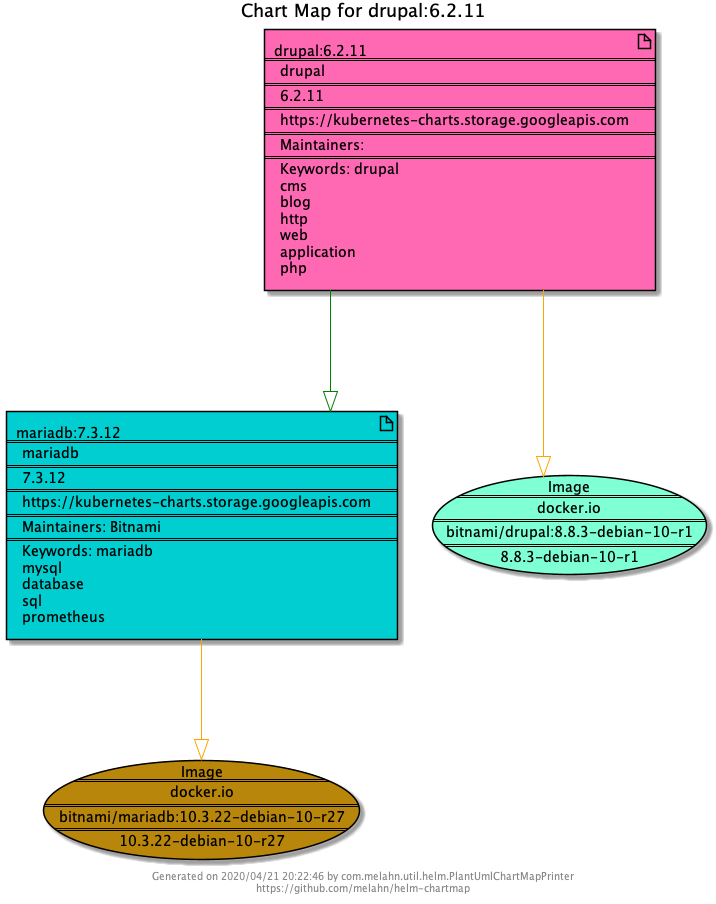 Chart Map for drupal:6.2.11
drupal:6.2.11
drupal
6.2.11
https://kubernetes-charts.storage.googleapis.com
Maintainers:
Keywords: drupal
cms
blog
http
web
application
php
mariadb:7.3.12
mariadb
7.3.12
https://kubernetes-charts.storage.googleapis.com
Maintainers: Bitnami
Keywords: mariadb
mysql
database
sql
prometheus
Image
docker.io
bitnami/drupal:8.8.3-debian-10-r1
8.8.3-debian-10-r1
Image
docker.io
bitnami/mariadb:10.3.22-debian-10-r27
10.3.22-debian-10-r27
Generated on 2020/04/21 20:22:46 by com.melahn.util.helm.PlantUmlChartMapPrinter
https://github.com/melahn/helm-chartmap